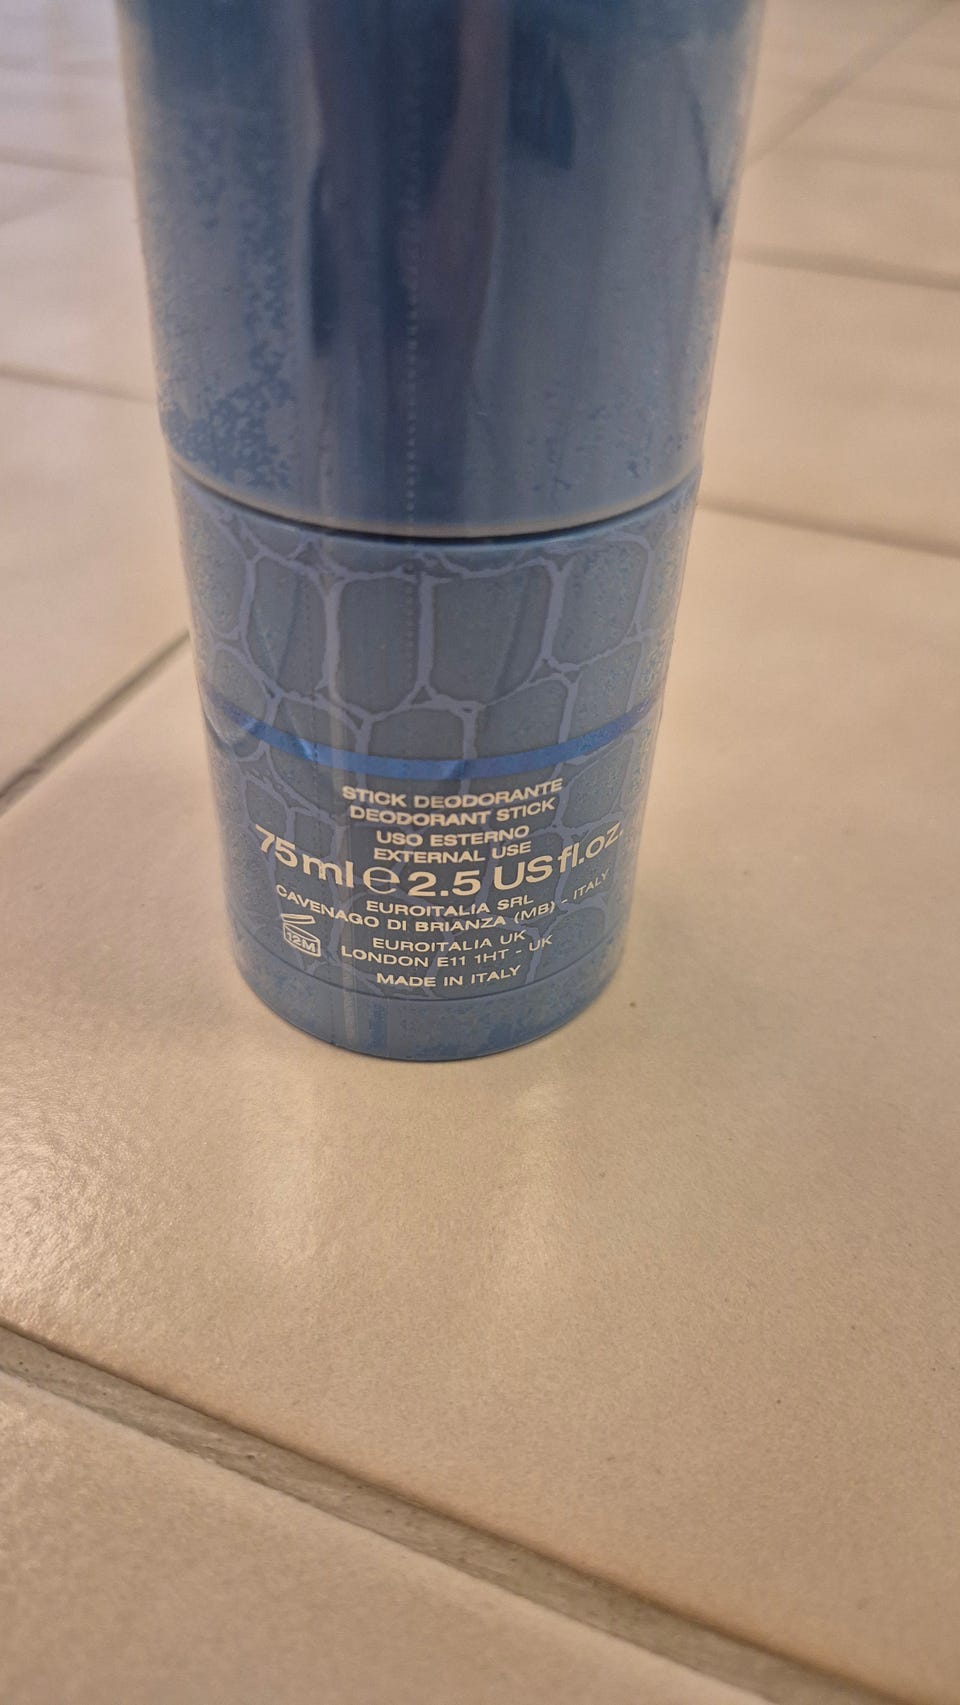 STICK DEODORANTE
DEODORANT STICK
USO ESTERNO
EXTERNAL USE
75ml ℮ 2.5 US fl.oz.
EUROITALIA SRL
CAVENAGO DI BRIANZA (MB) - ITALY
12M
EUROITALIA UK
LONDON E11 1HT - UK
MADE IN ITALY